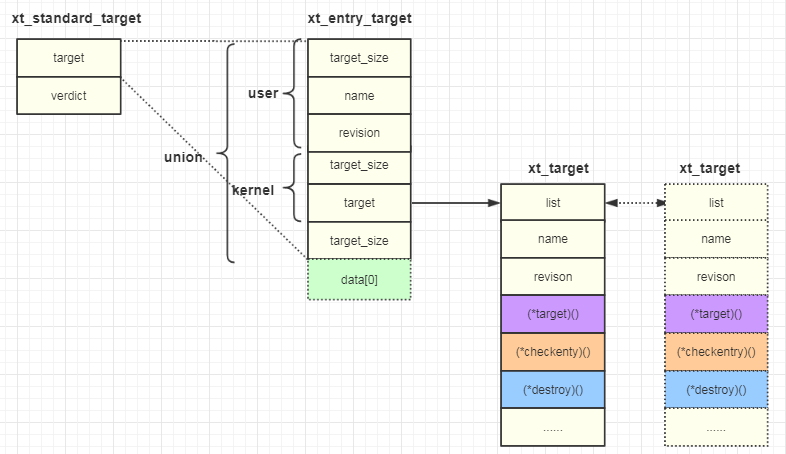 xt_standard_target
target
verdict
xt_entry_target
target_size
name
revision
target_size
target
target_size
data[0]
union
user
kernel
xt_target
list
name
revison
(*target)()
(*checkenty)()
(*destroy)()
......
xt_target
list
name
revison
(*target)()
(*checkentry)()
(*destroy)()
......